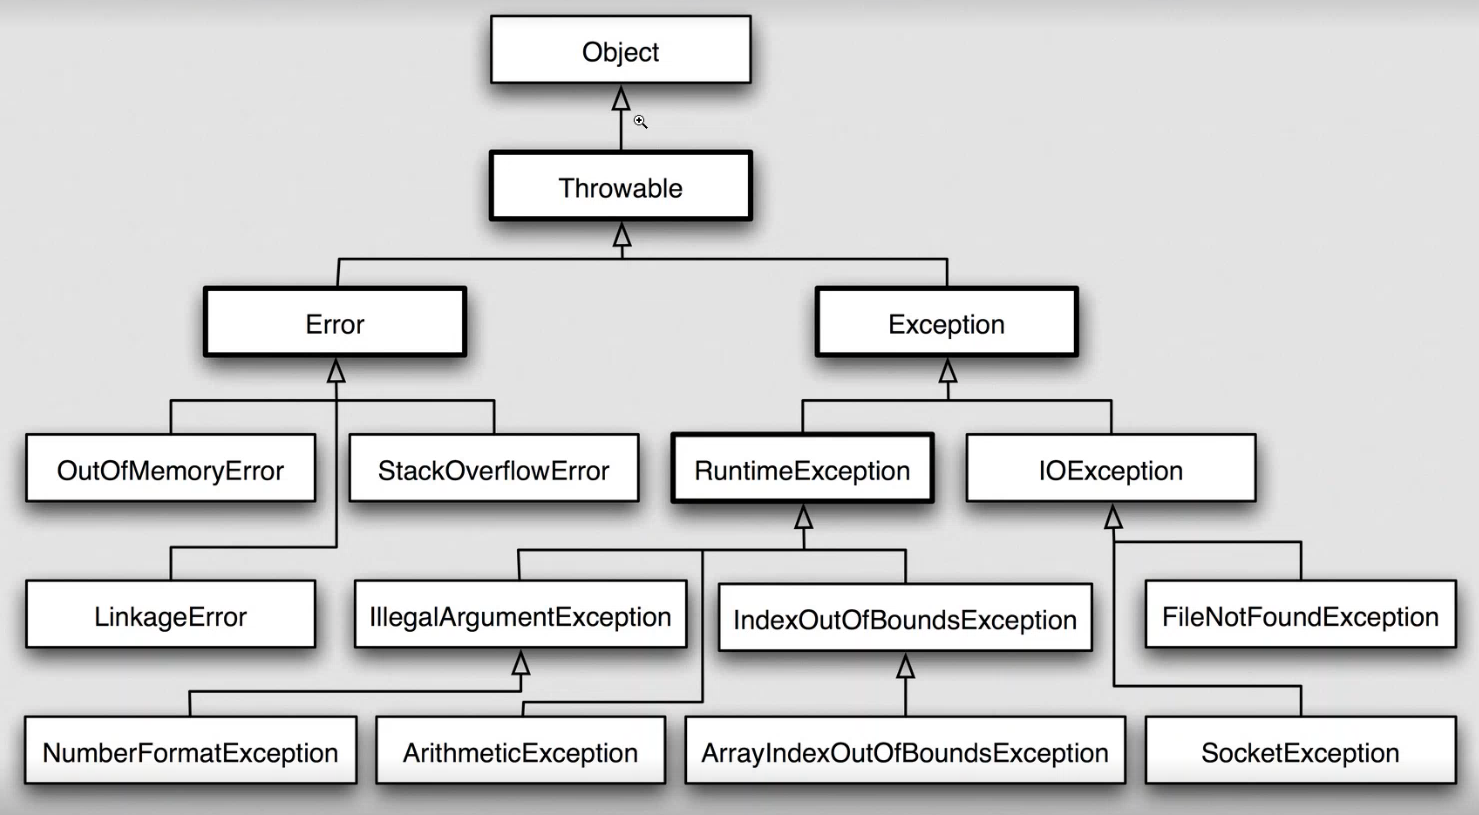 Object
Throwable
Error
Exception
OutOfMemoryError
StackOverflowError
RuntimeException
IOException
LinkageError
IllegalArgumentException
IndexOutOfBoundsException
FileNotFoundException
NumberFormatException
ArithmeticException
ArrayIndexOutOfBoundsException
SocketException